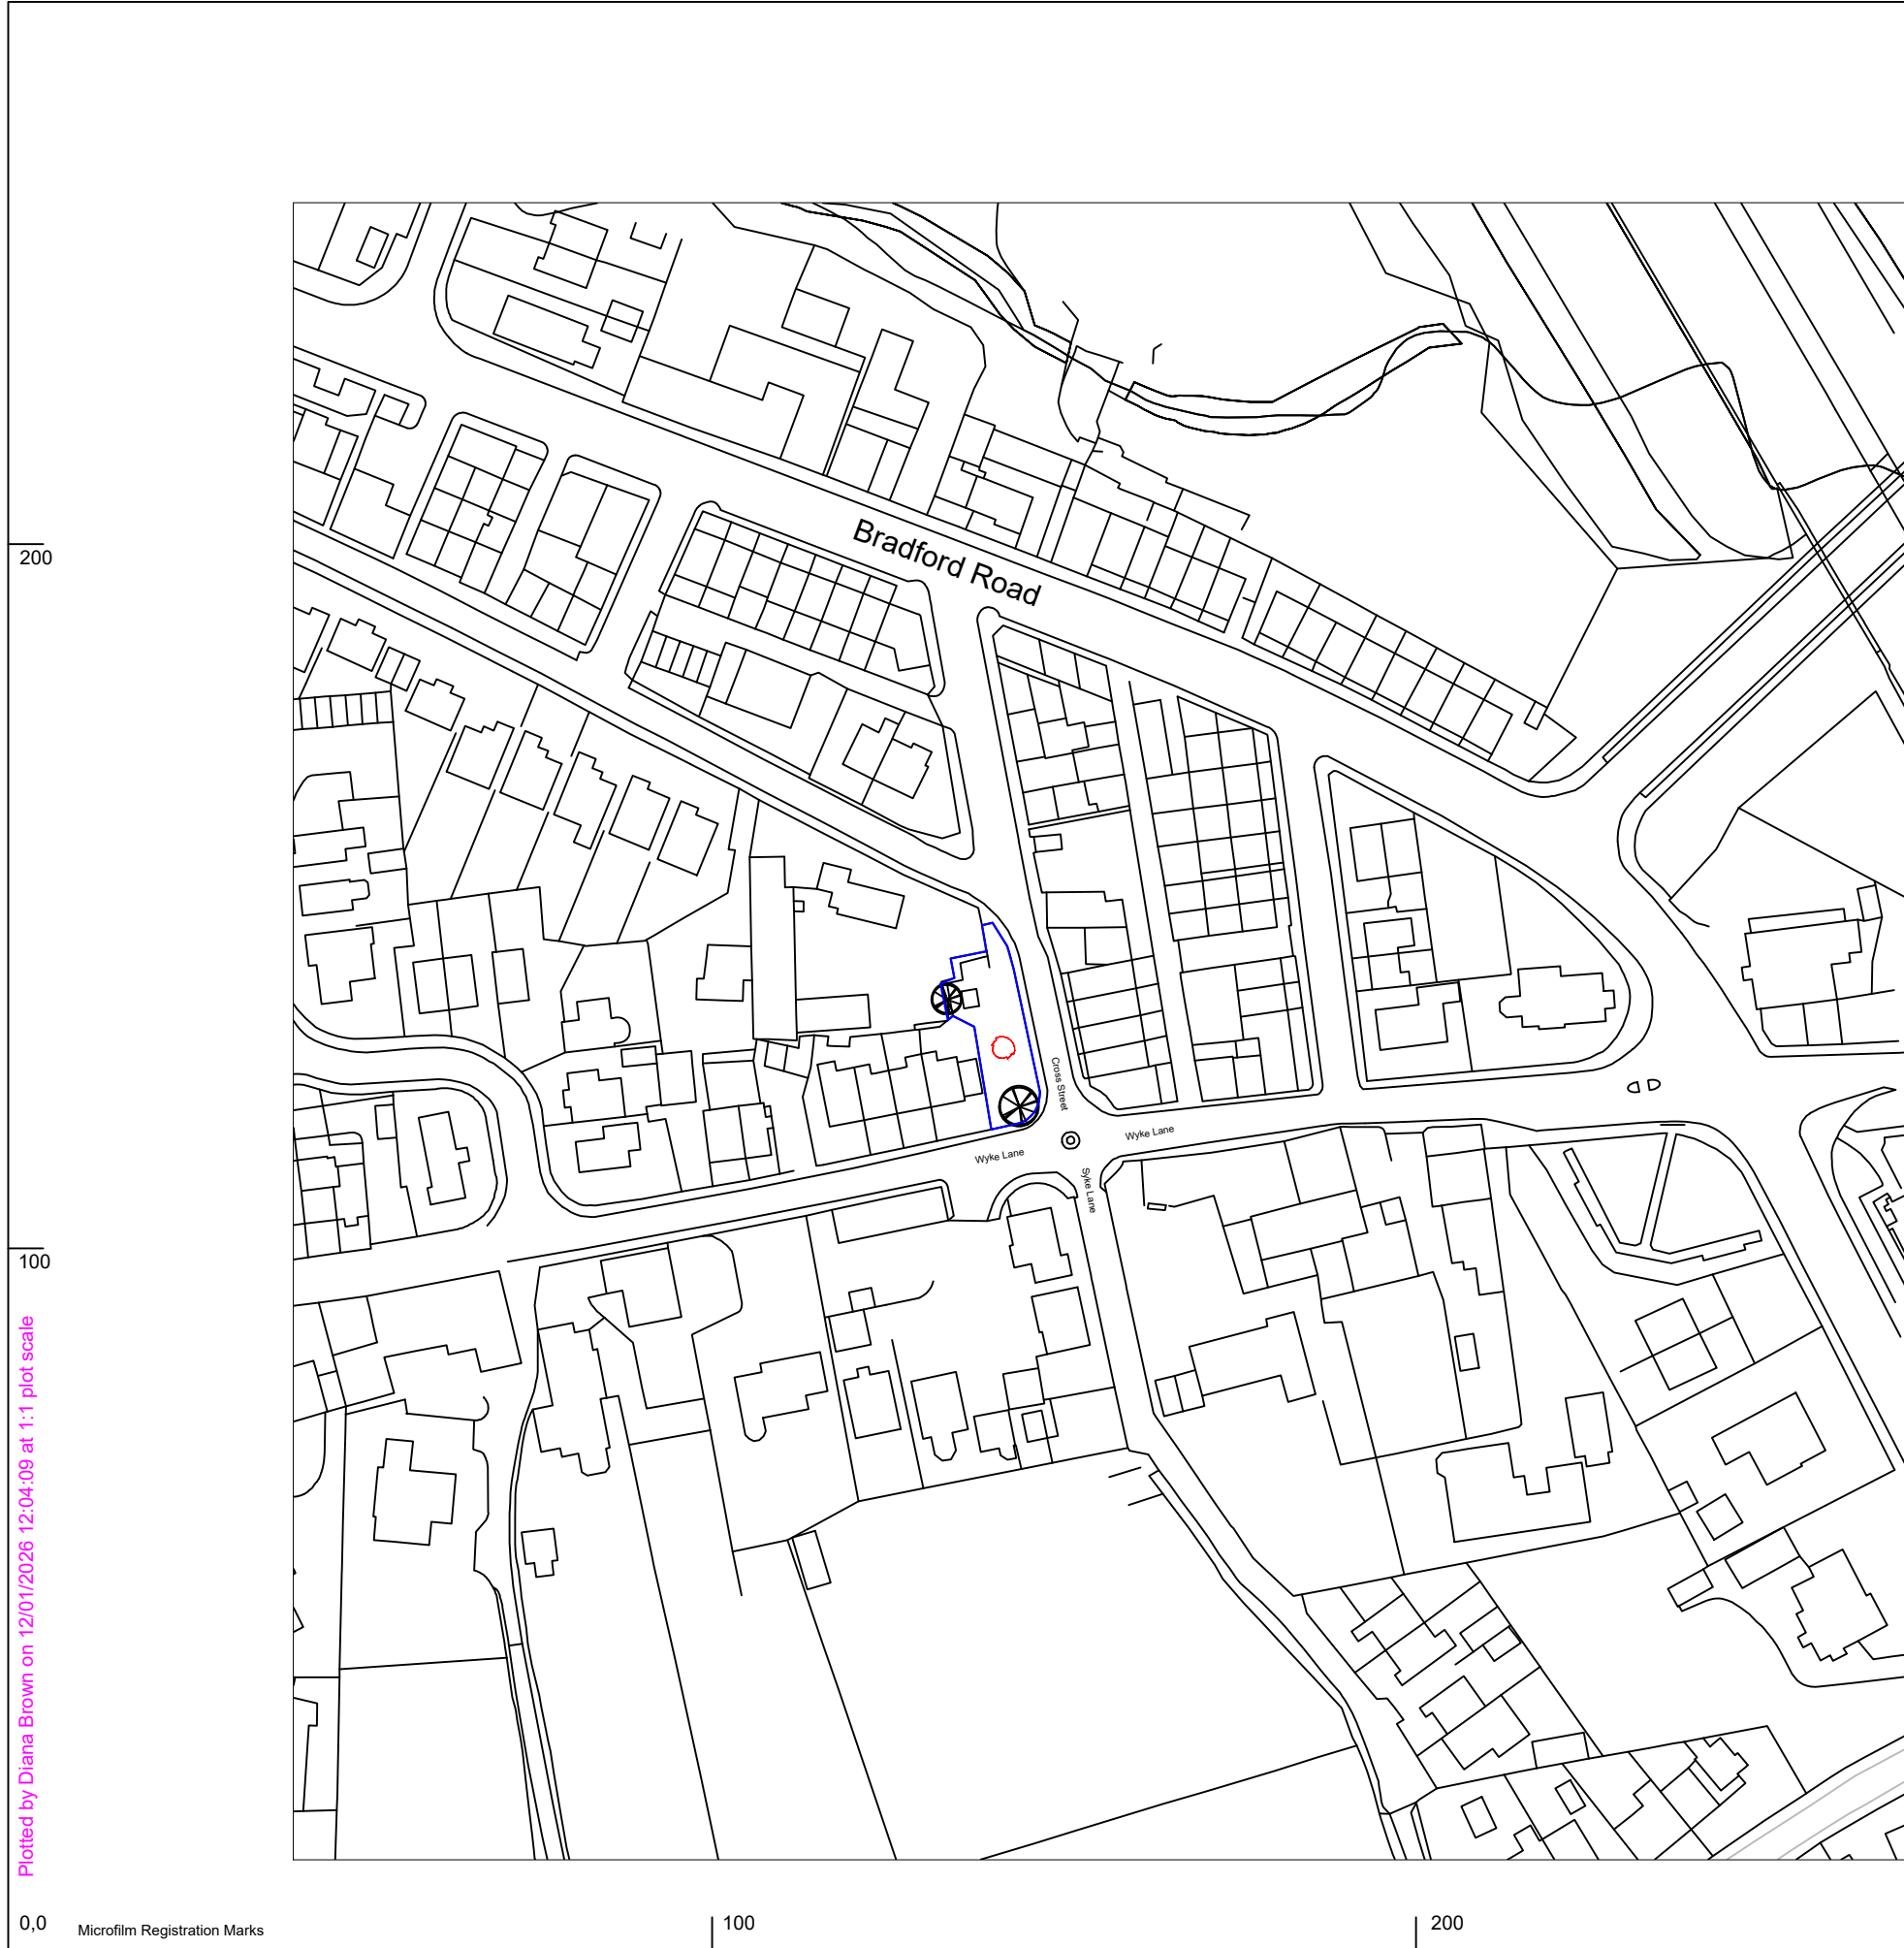 Bradford Road
200
Cross Street
Wyke Lane
Wyke Lane
Syke Lane
100
Plotted by Diana Brown on 12/01/2026 12:04:09 at 1:1 plot scale
0,0
Microfilm Registration Marks
100
200